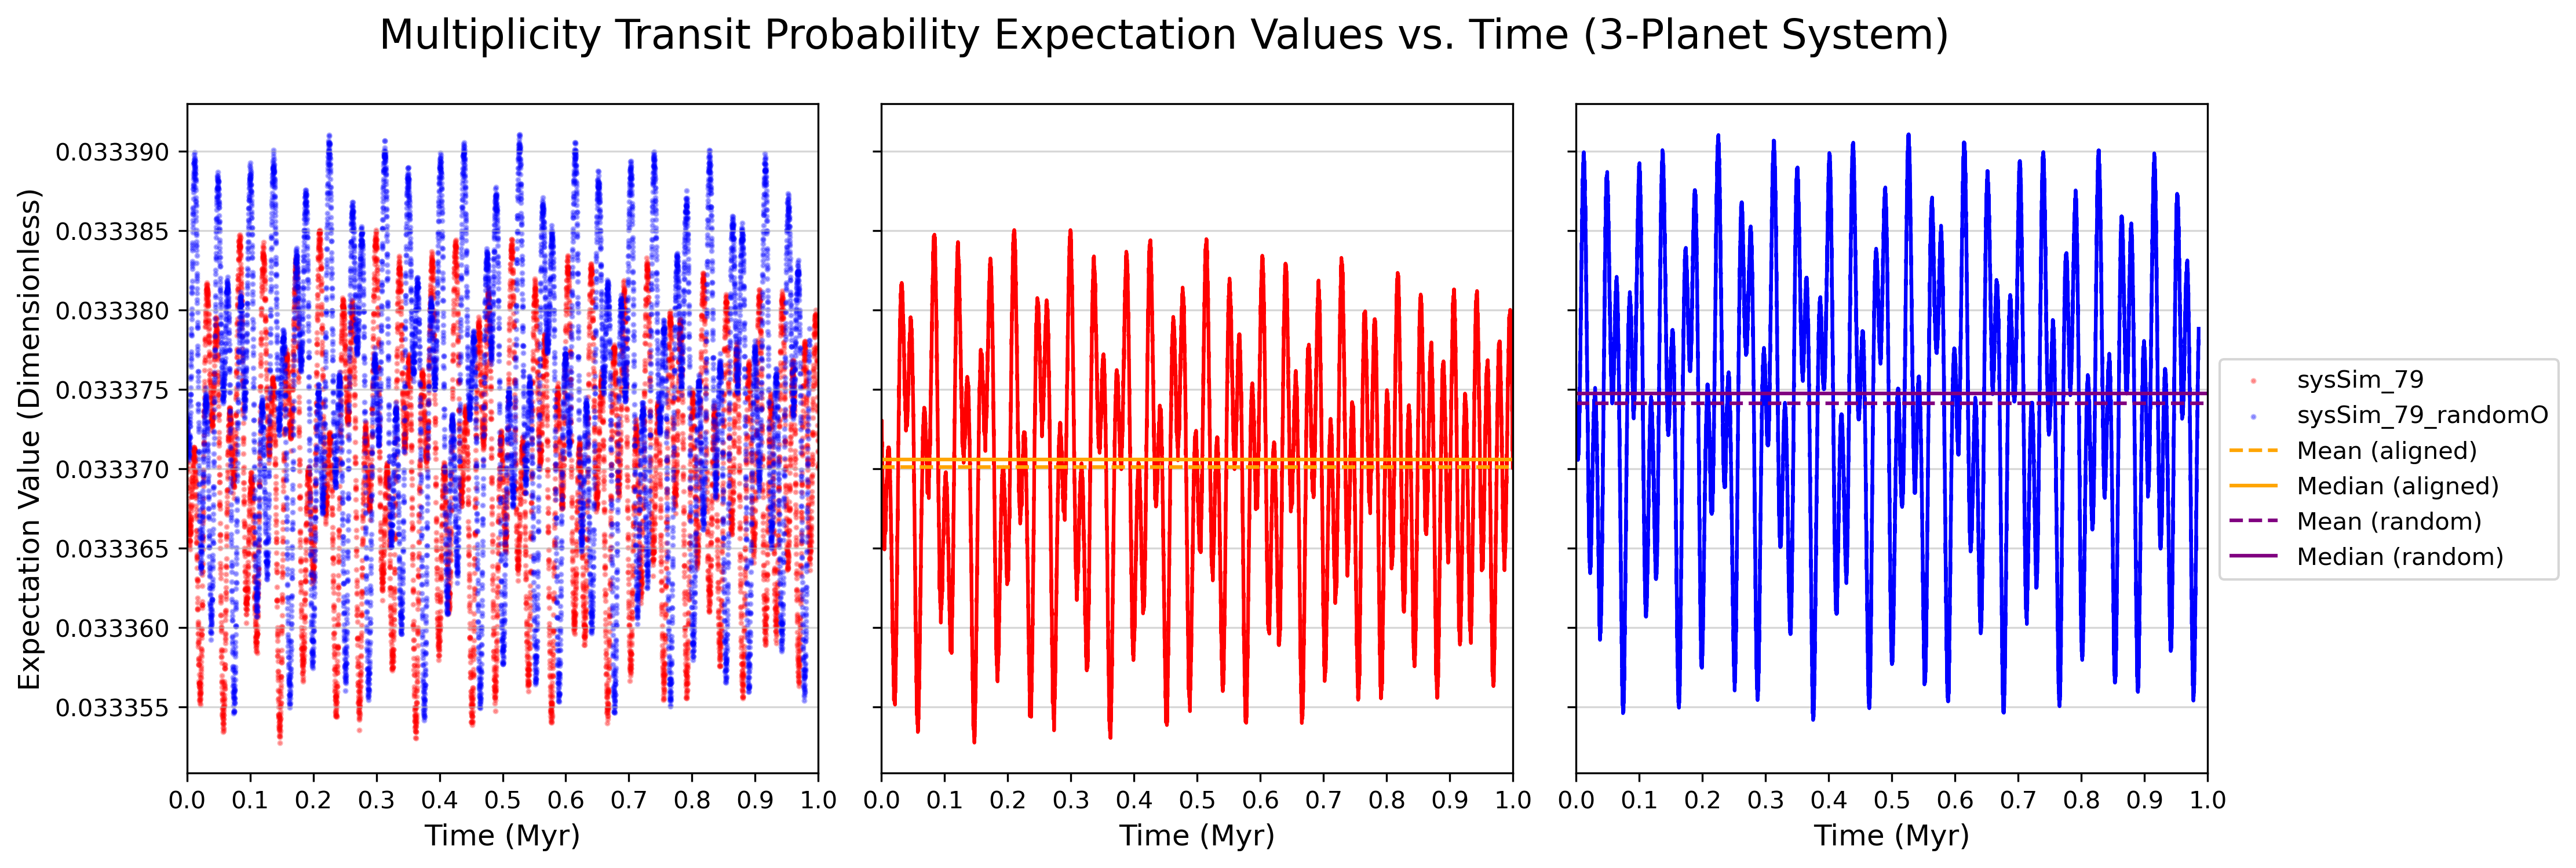 Multiplicity Transit Probability Expectation Values vs. Time (3-Planet System)
Expectation Value (Dimensionless)
0.033390
0.033385
0.033380
0.033375
0.033370
0.033365
0.033360
0.033355
0.0 0.1 0.2 0.3 0.4 0.5 0.6 0.7 0.8 0.9 1.0
Time (Myr)
0.0 0.1 0.2 0.3 0.4 0.5 0.6 0.7 0.8 0.9 1.0
Time (Myr)
0.0 0.1 0.2 0.3 0.4 0.5 0.6 0.7 0.8 0.9 1.0
Time (Myr)
sysSim_79
sysSim_79_randomO
Mean (aligned)
Median (aligned)
Mean (random)
Median (random)